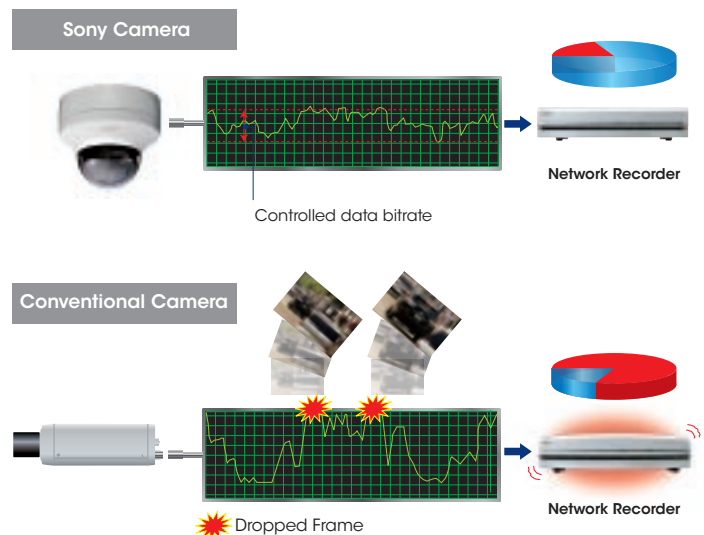 Sony Camera
Network Recorder
Controlled data bitrate
Conventional Camera
Network Recorder
Dropped Frame